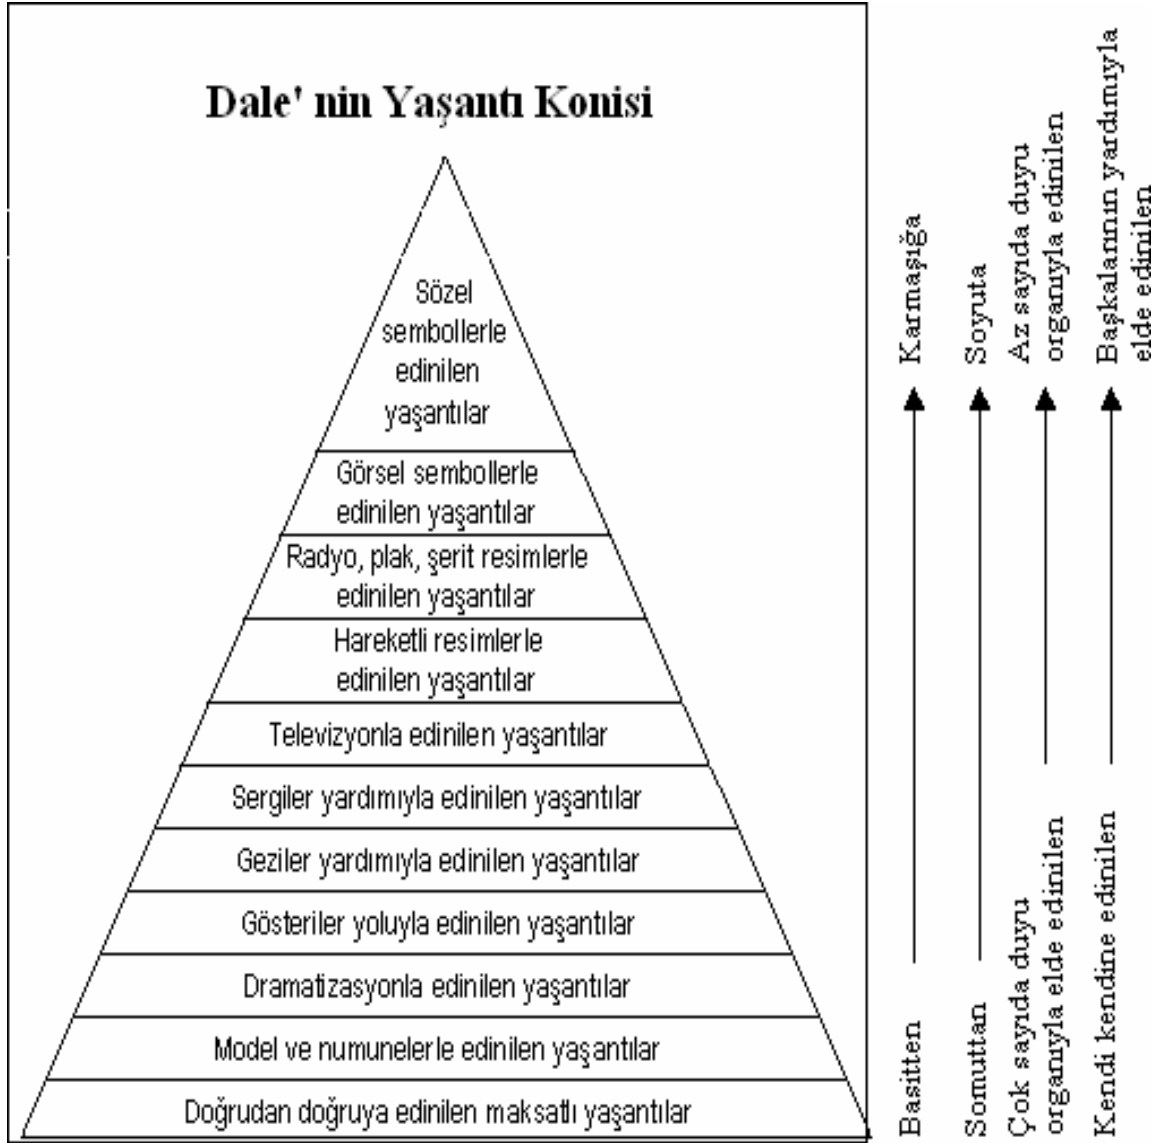 Dale' nin Yaşantı Konisi
Sözel
sembollerle
edinilen
yaşantılar
Görsel sembollerle
edinilen yaşantılar
Radyo, plak, şerit resimlerle
edinilen yaşantılar
Hareketli resimlerle
edinilen yaşantılar
Televizyonla edinilen yaşantılar
Sergiler yardımıyla edinilen yaşantılar
Geziler yardımıyla edinilen yaşantılar
Gösteriler yoluyla edinilen yaşantılar
Dramatizasyonla edinilen yaşantılar
Model ve numunelerle edinilen yaşantılar
Doğrudan doğruya edinilen maksatlı yaşantılar
Basitten
Karmaşığa
Somuttan
Soyuta
Çok sayıda duyu
organıyla elde edinilen
Az sayıda duyu
organıyla edinilen
Kendi kendine edinilen
Başkalarının yardımıyla
elde edinilen